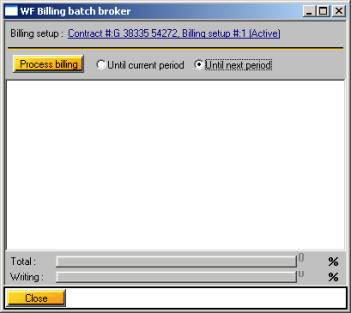 WF Billing batch broker
Billing setup : Contract #:G 38335 54272, Billing setup #:1 (Active)
Process billing Until current period Until next period
Total : 0 %
Writing : 0 %
Close